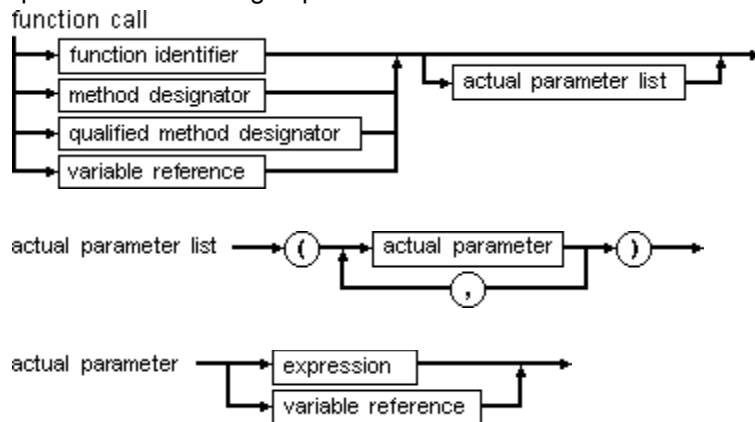 function call
function identifier
method designator
actual parameter list
qualified method designator
variable reference
actual parameter list ( actual parameter )
,
actual parameter expression
variable reference